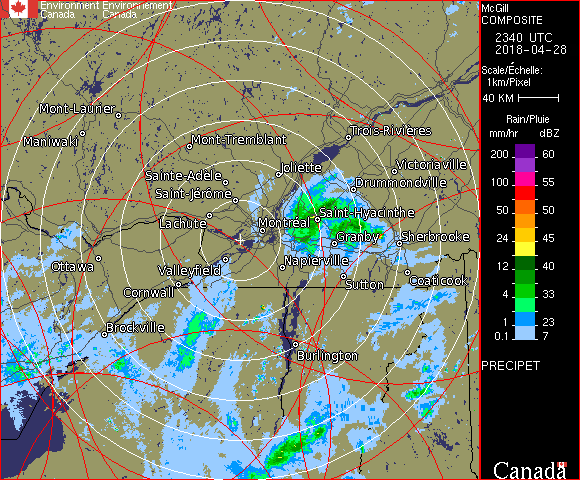 Environment Environnement
Canada Canada
McGill
COMPOSITE
2340 UTC
2018-04-28
Scale/Échelle:
1km/Pixel
40 KM
Rain/Pluie
mm/hr dBZ
200 60
100 55
50 50
24 45
12 40
4 33
1 23
0.1 7
PRECIPET
Canada
Mont-Laurier
Maniwaki
Mont-Tremblant
Trois-Rivières
Sainte-Adèle
Joliette
Victoriaville
Saint-Jérôme
Drummondville
Lachute
Montréal
Saint-Hyacinthe
Granby
Sherbrooke
Ottawa
Valleyfield
Napierville
Cornwall
Sutton
Coaticook
Brockville
Burlington